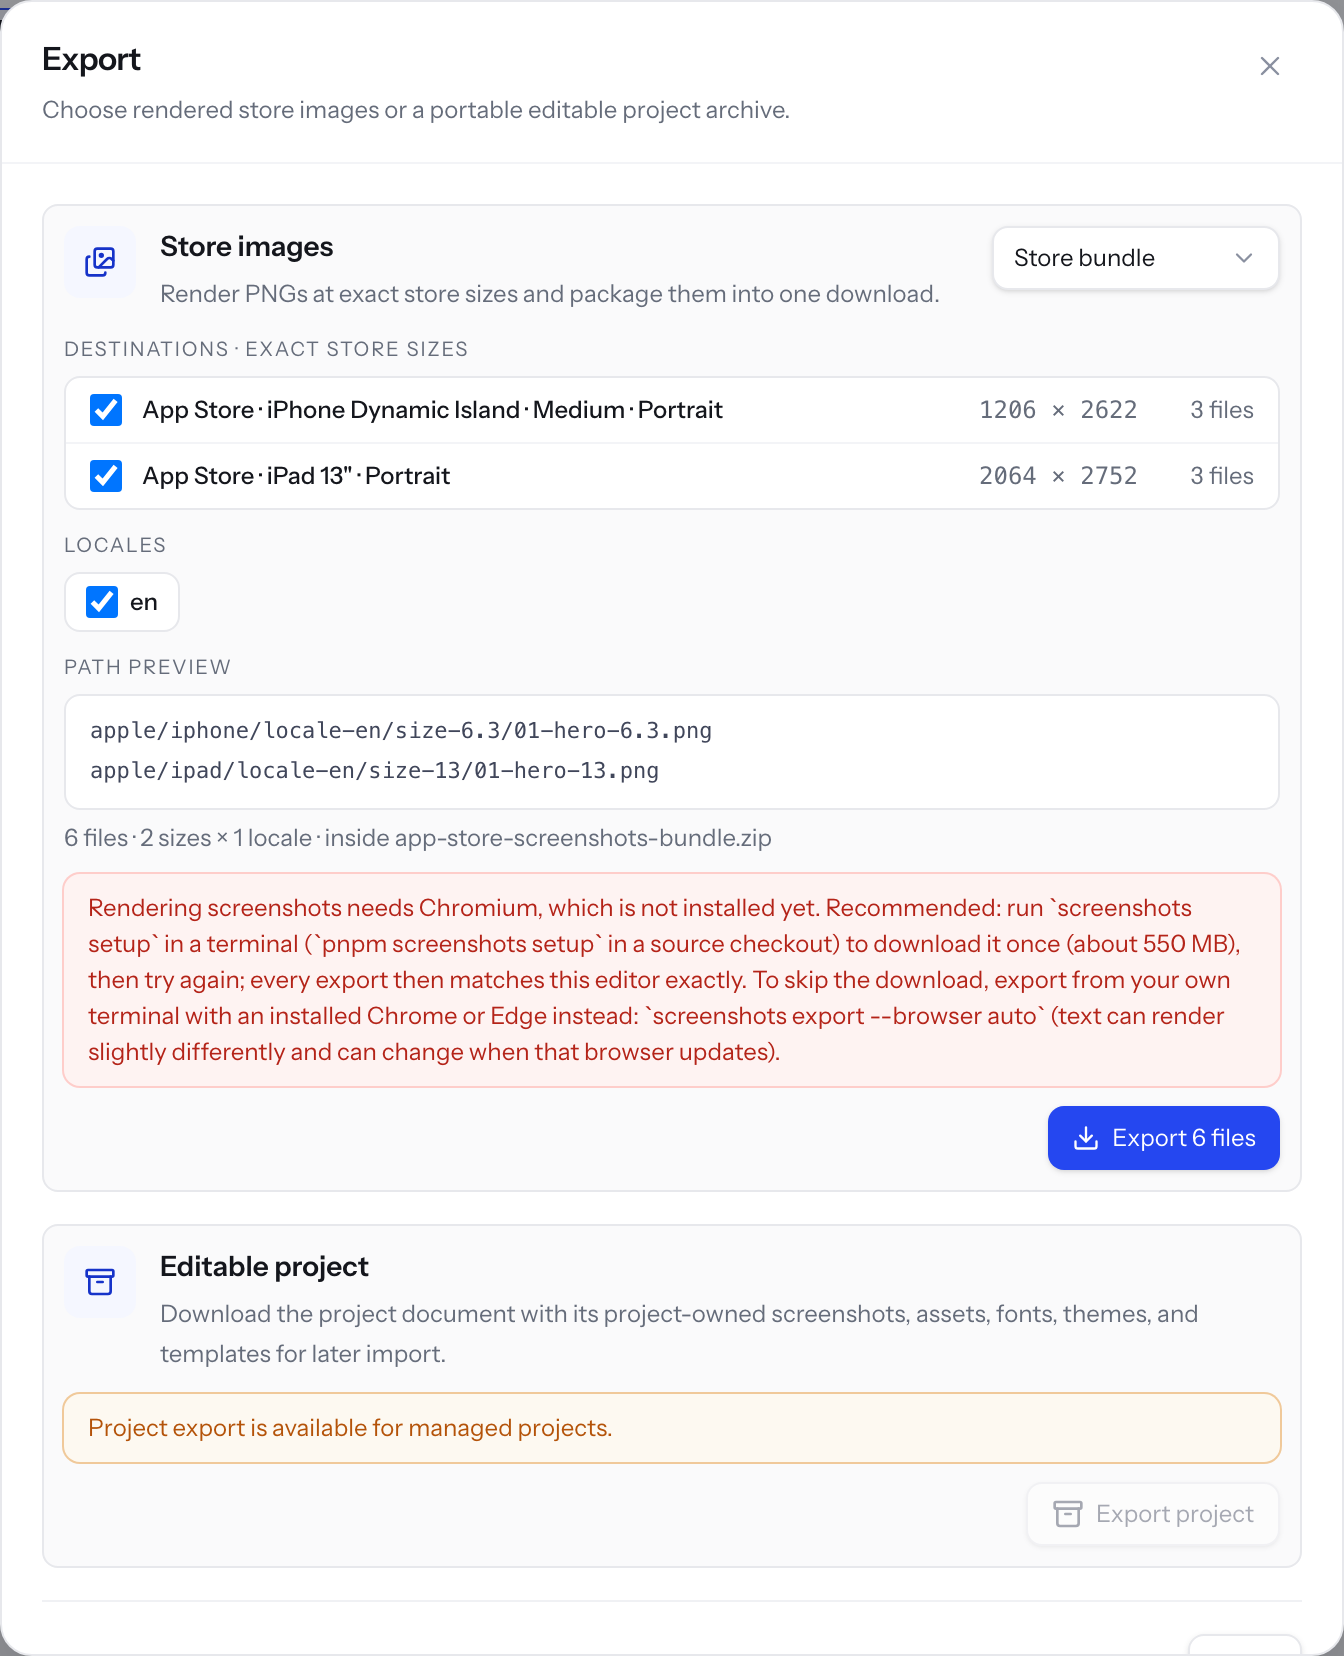 Export
Choose rendered store images or a portable editable project archive.
Store images
Store bundle
Render PNGs at exact store sizes and package them into one download.
DESTINATIONS · EXACT STORE SIZES
App Store · iPhone Dynamic Island · Medium · Portrait 1206 × 2622 3 files
App Store · iPad 13" · Portrait 2064 × 2752 3 files
LOCALES
en
PATH PREVIEW
apple/iphone/locale-en/size-6.3/01-hero-6.3.png
apple/ipad/locale-en/size-13/01-hero-13.png
6 files · 2 sizes × 1 locale · inside app-store-screenshots-bundle.zip
Rendering screenshots needs Chromium, which is not installed yet. Recommended: run `screenshots
setup` in a terminal (`pnpm screenshots setup` in a source checkout) to download it once (about 550 MB),
then try again; every export then matches this editor exactly. To skip the download, export from your own
terminal with an installed Chrome or Edge instead: `screenshots export --browser auto` (text can render
slightly differently and can change when that browser updates).
Export 6 files
Editable project
Download the project document with its project-owned screenshots, assets, fonts, themes, and
templates for later import.
Project export is available for managed projects.
Export project